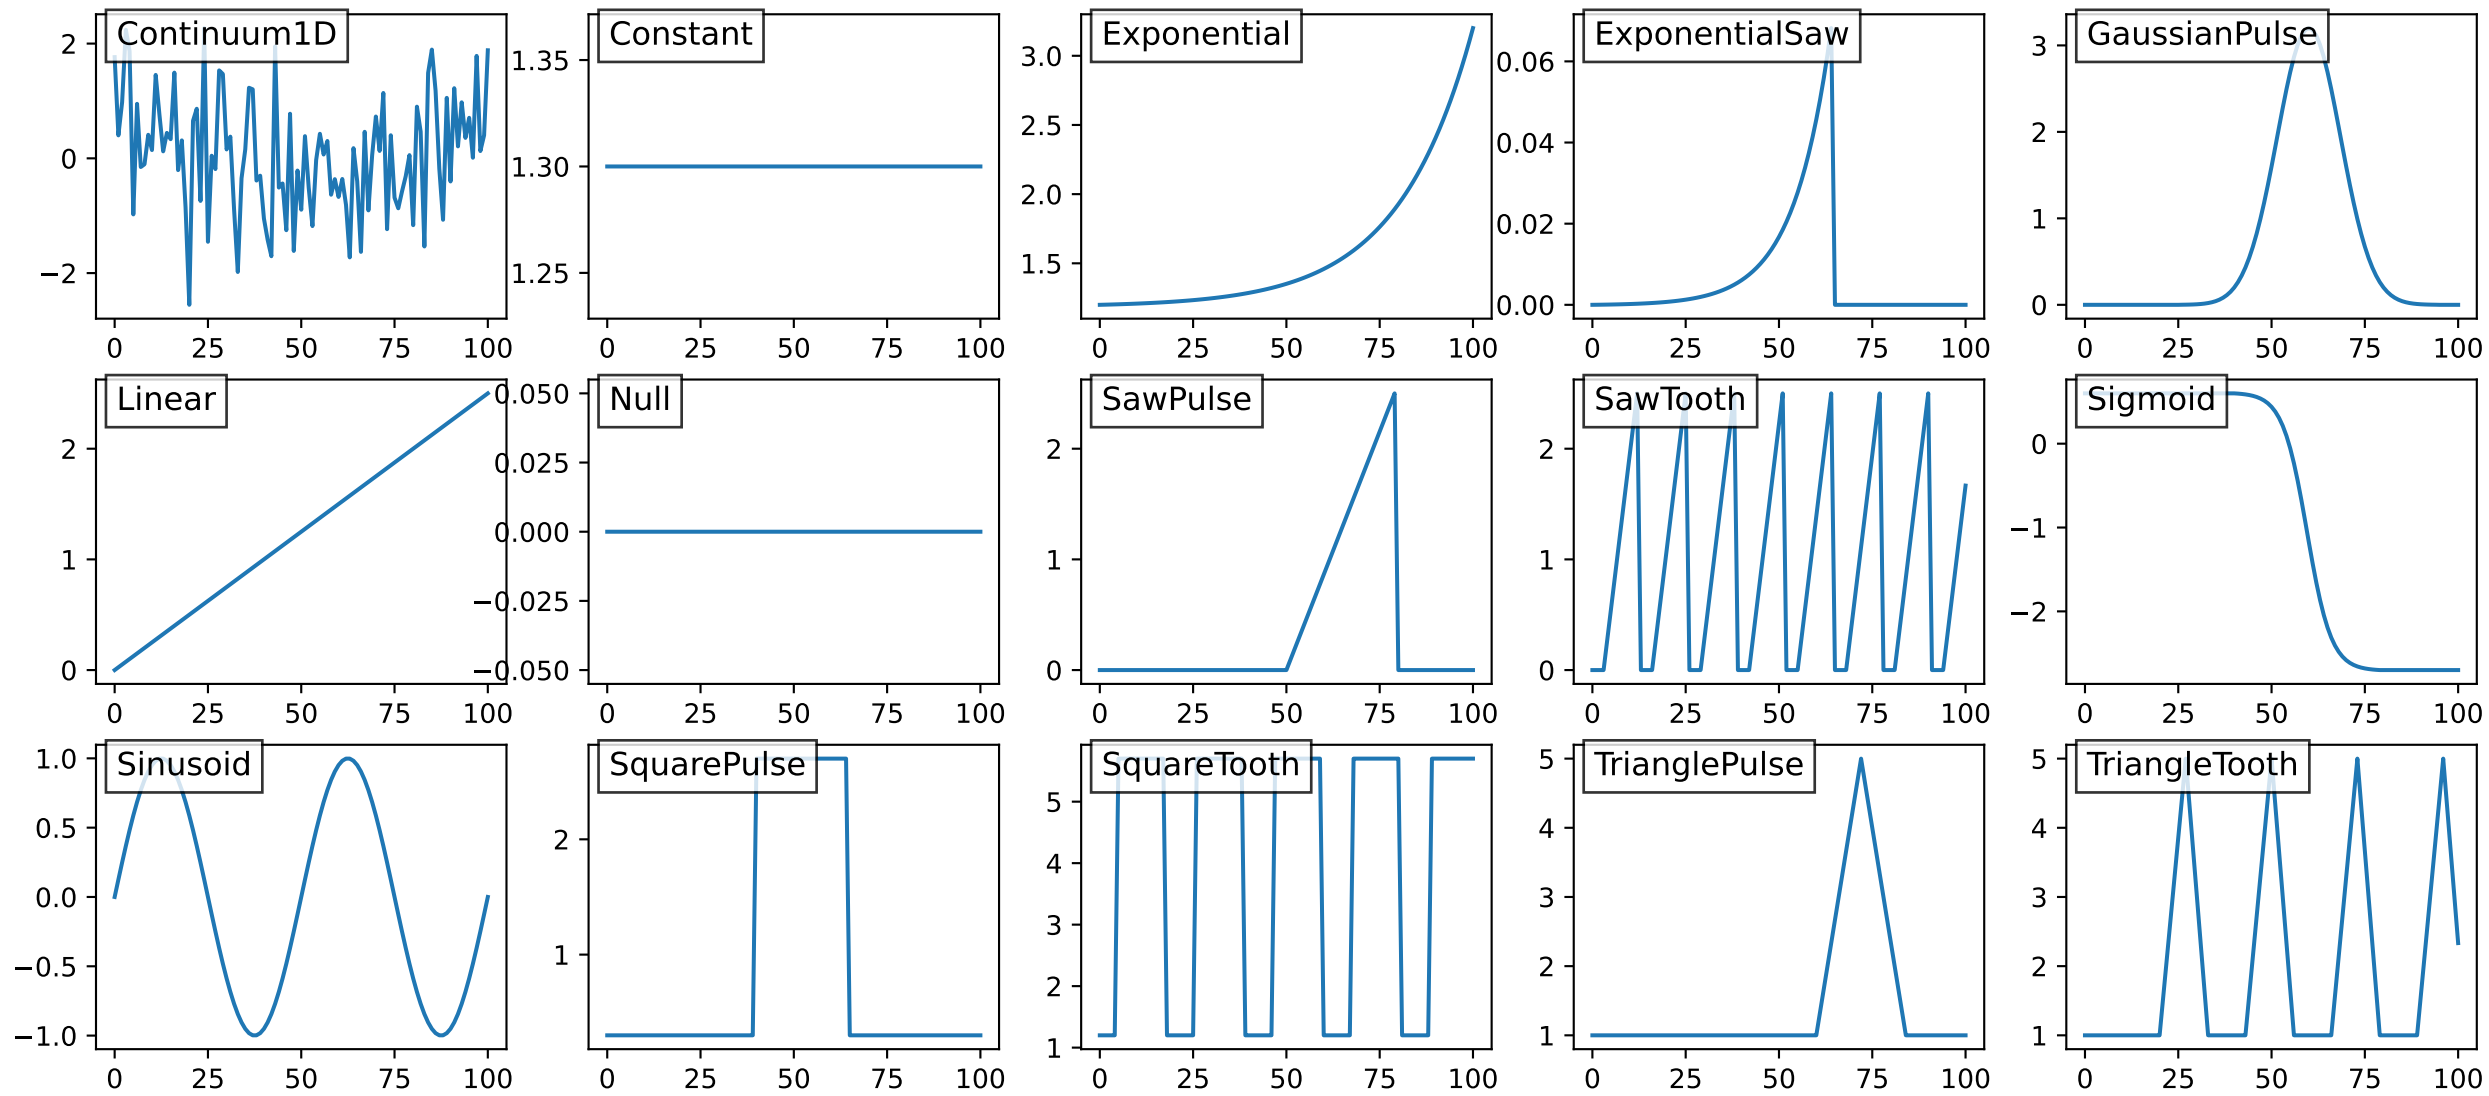 Continuum1D
2
0
−2
0 25 50 75 100
Constant
1.35
1.30
1.25
0 25 50 75 100
Exponential
3.0
2.5
2.0
1.5
0 25 50 75 100
ExponentialSaw
0.06
0.04
0.02
0.00
0 25 50 75 100
GaussianPulse
3
2
1
0
0 25 50 75 100
Linear
2
1
0
0 25 50 75 100
Null
0.050
0.025
0.000
−0.025
−0.050
0 25 50 75 100
SawPulse
2
1
0
0 25 50 75 100
SawTooth
2
1
0
0 25 50 75 100
Sigmoid
0
−1
−2
0 25 50 75 100
Sinusoid
1.0
0.5
0.0
−0.5
−1.0
0 25 50 75 100
SquarePulse
2
1
0 25 50 75 100
SquareTooth
5
4
3
2
1
0 25 50 75 100
TrianglePulse
5
4
3
2
1
0 25 50 75 100
TriangleTooth
5
4
3
2
1
0 25 50 75 100